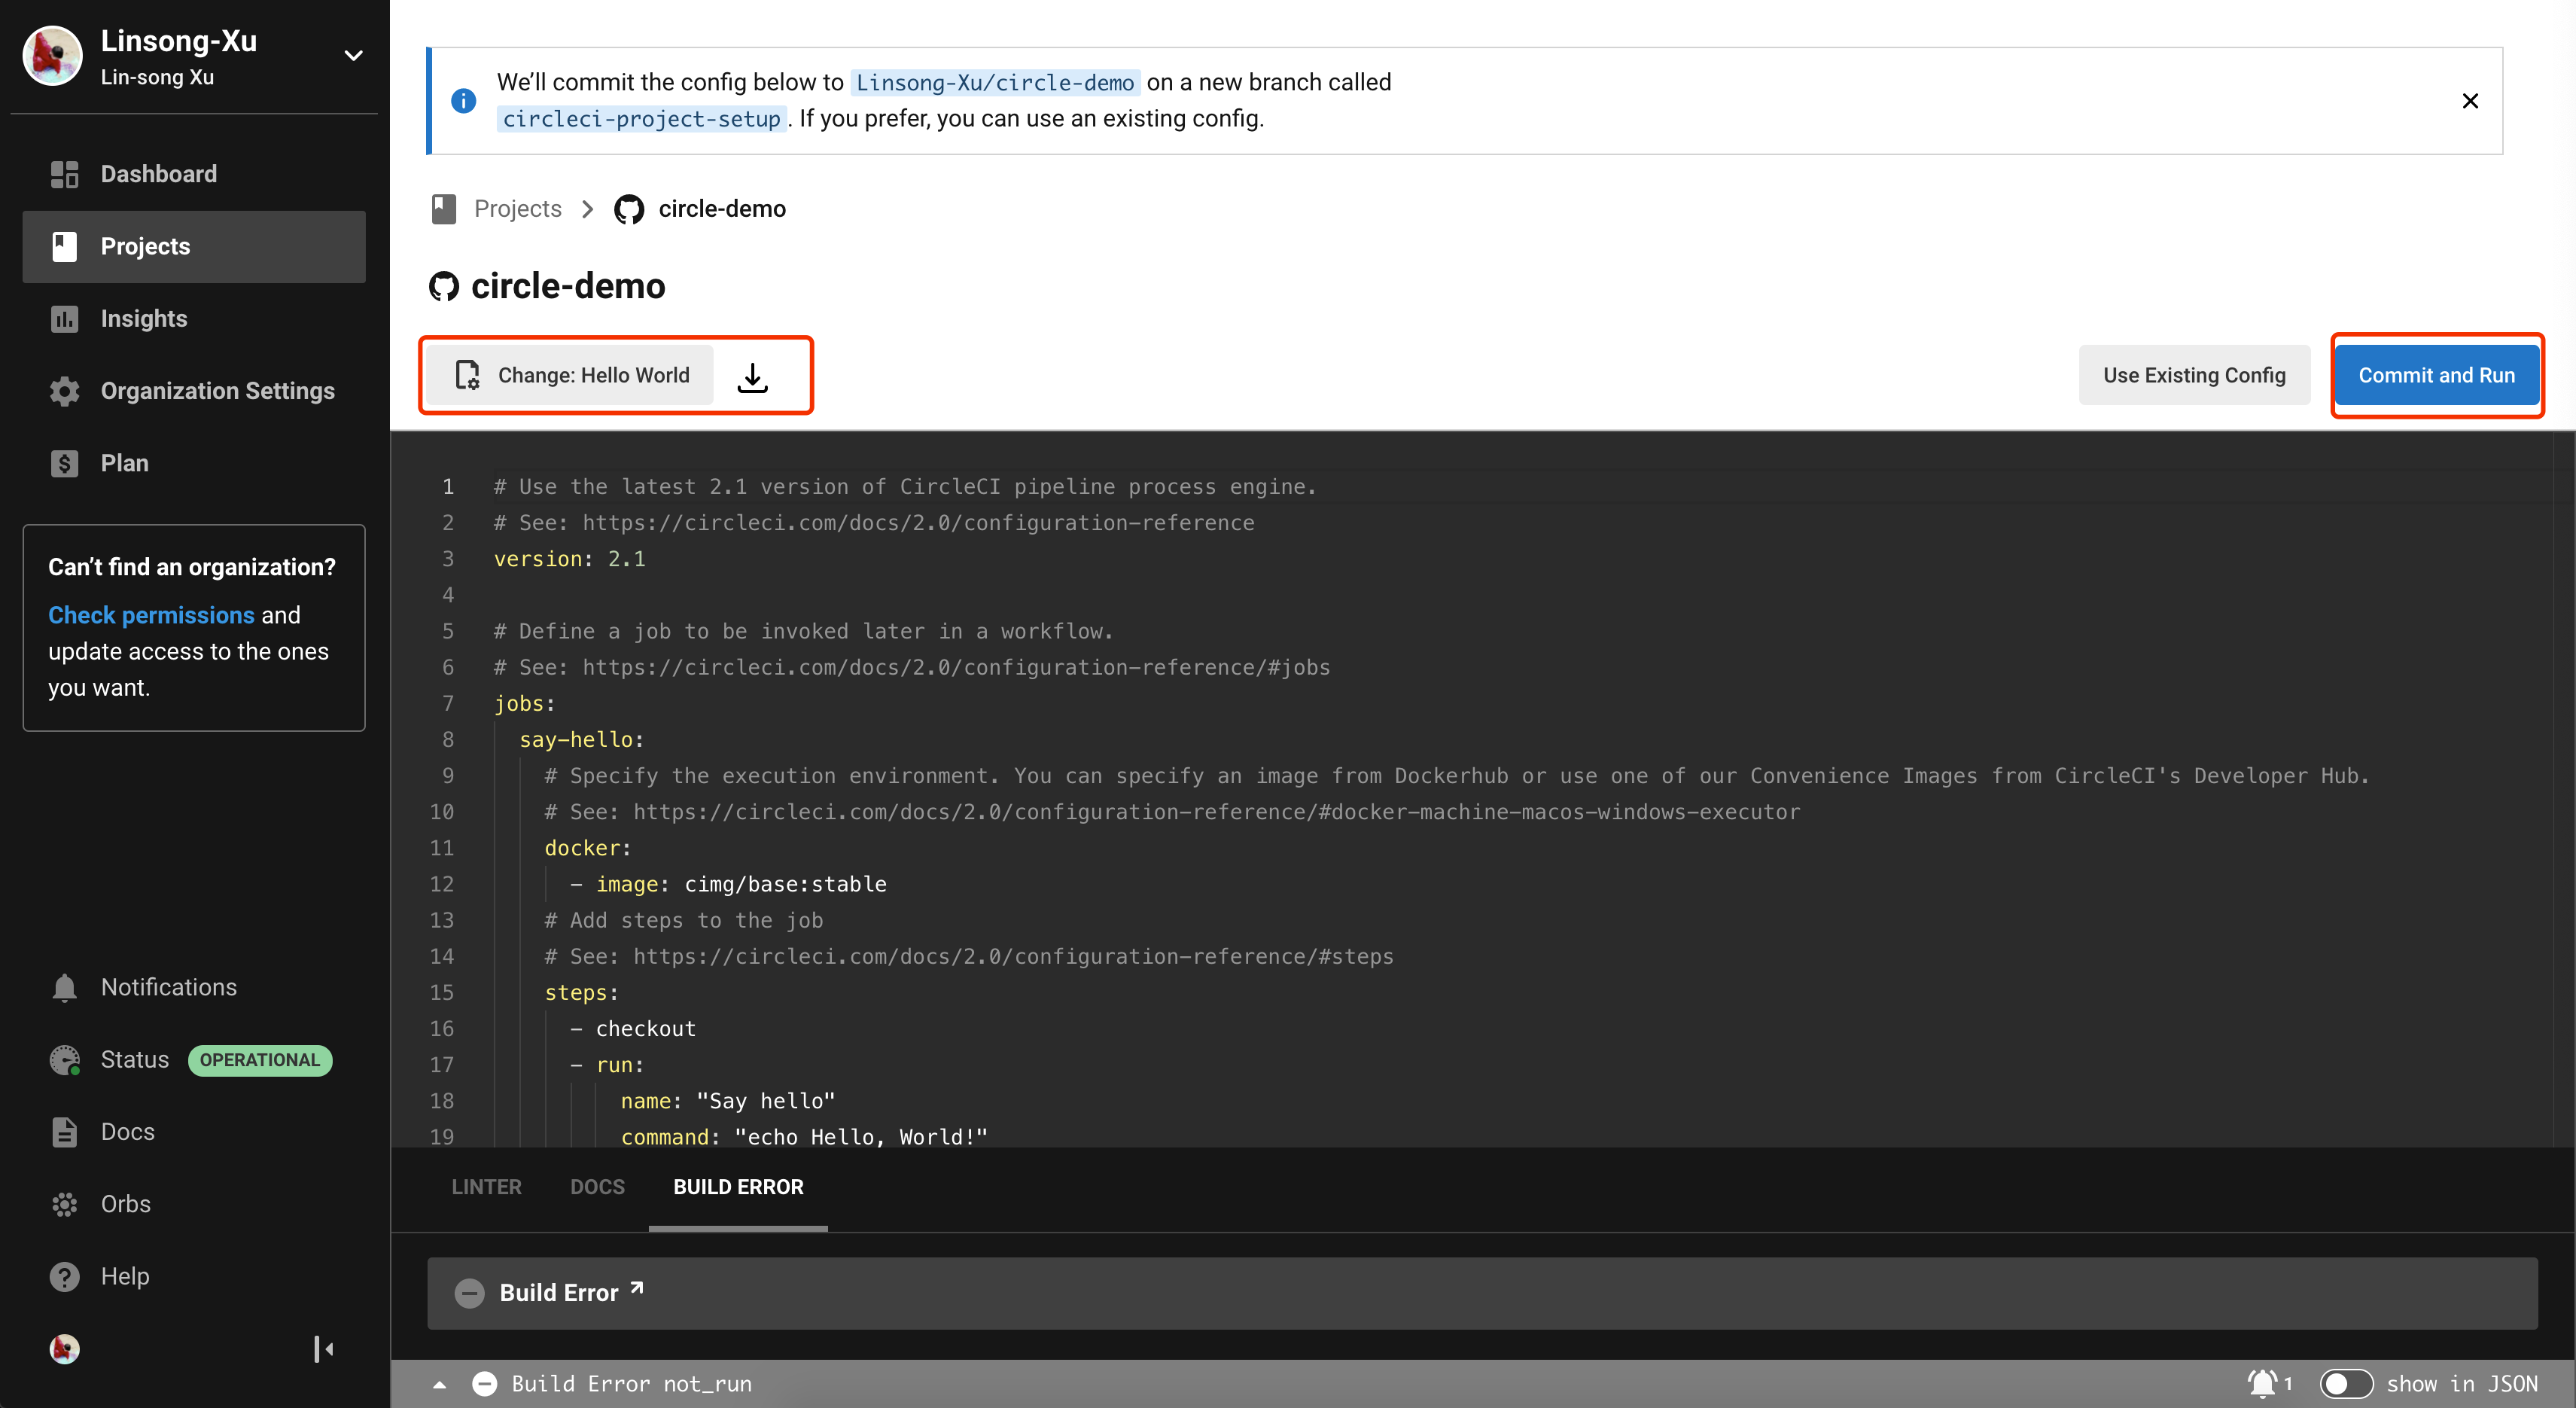 Linsong-Xu
Lin-song Xu
Dashboard
Projects
Insights
Organization Settings
Plan
Can’t find an organization?
Check permissions and
update access to the ones
you want.
Notifications
Status OPERATIONAL
Docs
Orbs
Help
We’ll commit the config below to Linsong-Xu/circle-demo on a new branch called
circleci-project-setup. If you prefer, you can use an existing config.
Projects circle-demo
circle-demo
Change: Hello World
Use Existing Config
Commit and Run
1 # Use the latest 2.1 version of CircleCI pipeline process engine.
2 # See: https://circleci.com/docs/2.0/configuration-reference
3 version: 2.1
4
5 # Define a job to be invoked later in a workflow.
6 # See: https://circleci.com/docs/2.0/configuration-reference/#jobs
7 jobs:
8 say-hello:
9 # Specify the execution environment. You can specify an image from Dockerhub or use one of our Convenience Images from CircleCI's Developer Hub.
10 # See: https://circleci.com/docs/2.0/configuration-reference/#docker-machine-macos-windows-executor
11 docker:
12 - image: cimg/base:stable
13 # Add steps to the job
14 # See: https://circleci.com/docs/2.0/configuration-reference/#steps
15 steps:
16 - checkout
17 - run:
18 name: "Say hello"
19 command: "echo Hello, World!"
LINTER DOCS BUILD ERROR
Build Error
Build Error not_run
1 show in JSON